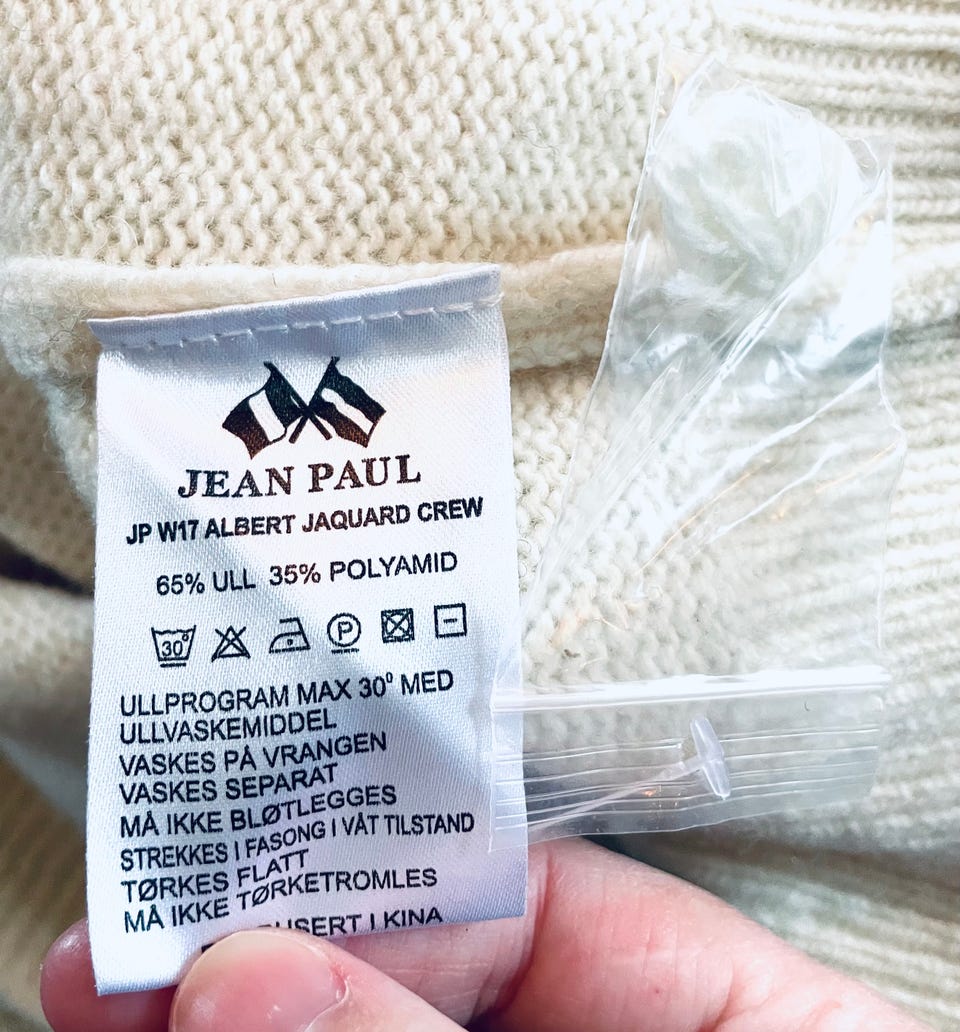 JEAN PAUL
JP W17 ALBERT JAQUARD CREW
65% ULL 35% POLYAMID
30° P
ULLPROGRAM MAX 30⁰ MED
ULLVASKEMIDDEL
VASKES PÅ VRANGEN
VASKES SEPARAT
MÅ IKKE BLØTLEGGES
STREKKES I FASONG I VÅT TILSTAND
TØRKES FLATT
MÅ IKKE TØRKETROMLES
I KINA